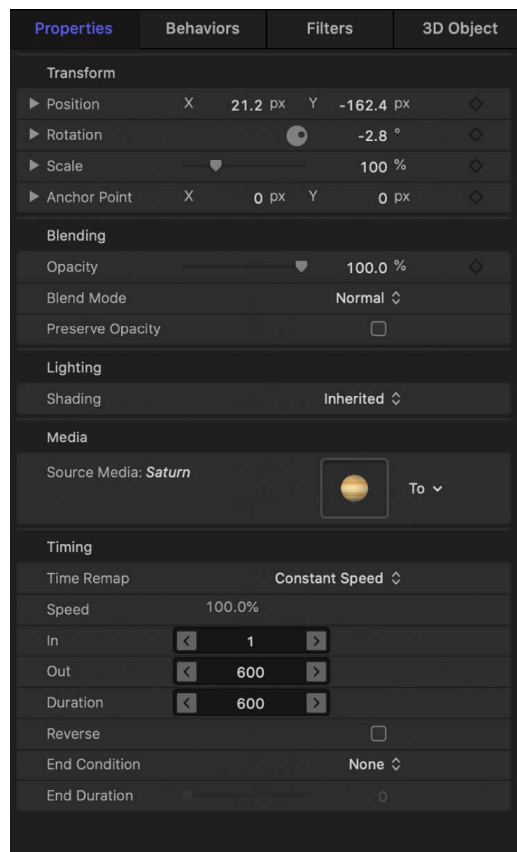 Properties Behaviors Filters 3D Object
Transform
Position X 21.2 px Y -162.4 px
Rotation -2.8 °
Scale 100 %
Anchor Point X 0 px Y 0 px
Blending
Opacity 100.0 %
Blend Mode Normal
Preserve Opacity
Lighting
Shading Inherited
Media
Source Media: Saturn To
Timing
Time Remap Constant Speed
Speed 100.0%
In 1
Out 600
Duration 600
Reverse
End Condition None
End Duration 0